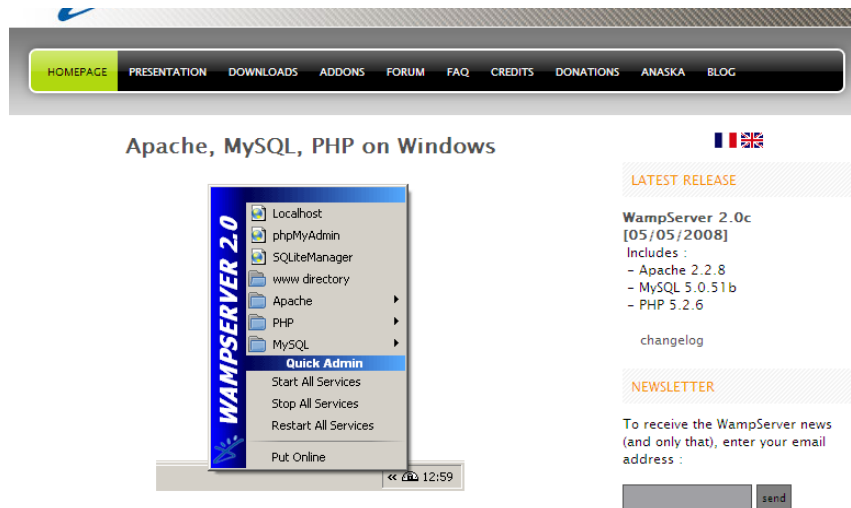 HOMEPAGE PRESENTATION DOWNLOADS ADDONS FORUM FAQ CREDITS DONATIONS ANASKA BLOG
Apache, MySQL, PHP on Windows
WAMPSERVER 2.0
Localhost
phpMyAdmin
SQLiteManager
www directory
Apache
PHP
MySQL
Quick Admin
Start All Services
Stop All Services
Restart All Services
Put Online
« 12:59
LATEST RELEASE
WampServer 2.0c
[05/05/2008]
Includes :
– Apache 2.2.8
– MySQL 5.0.51b
– PHP 5.2.6
changelog
NEWSLETTER
To receive the WampServer news
(and only that), enter your email
address :
send